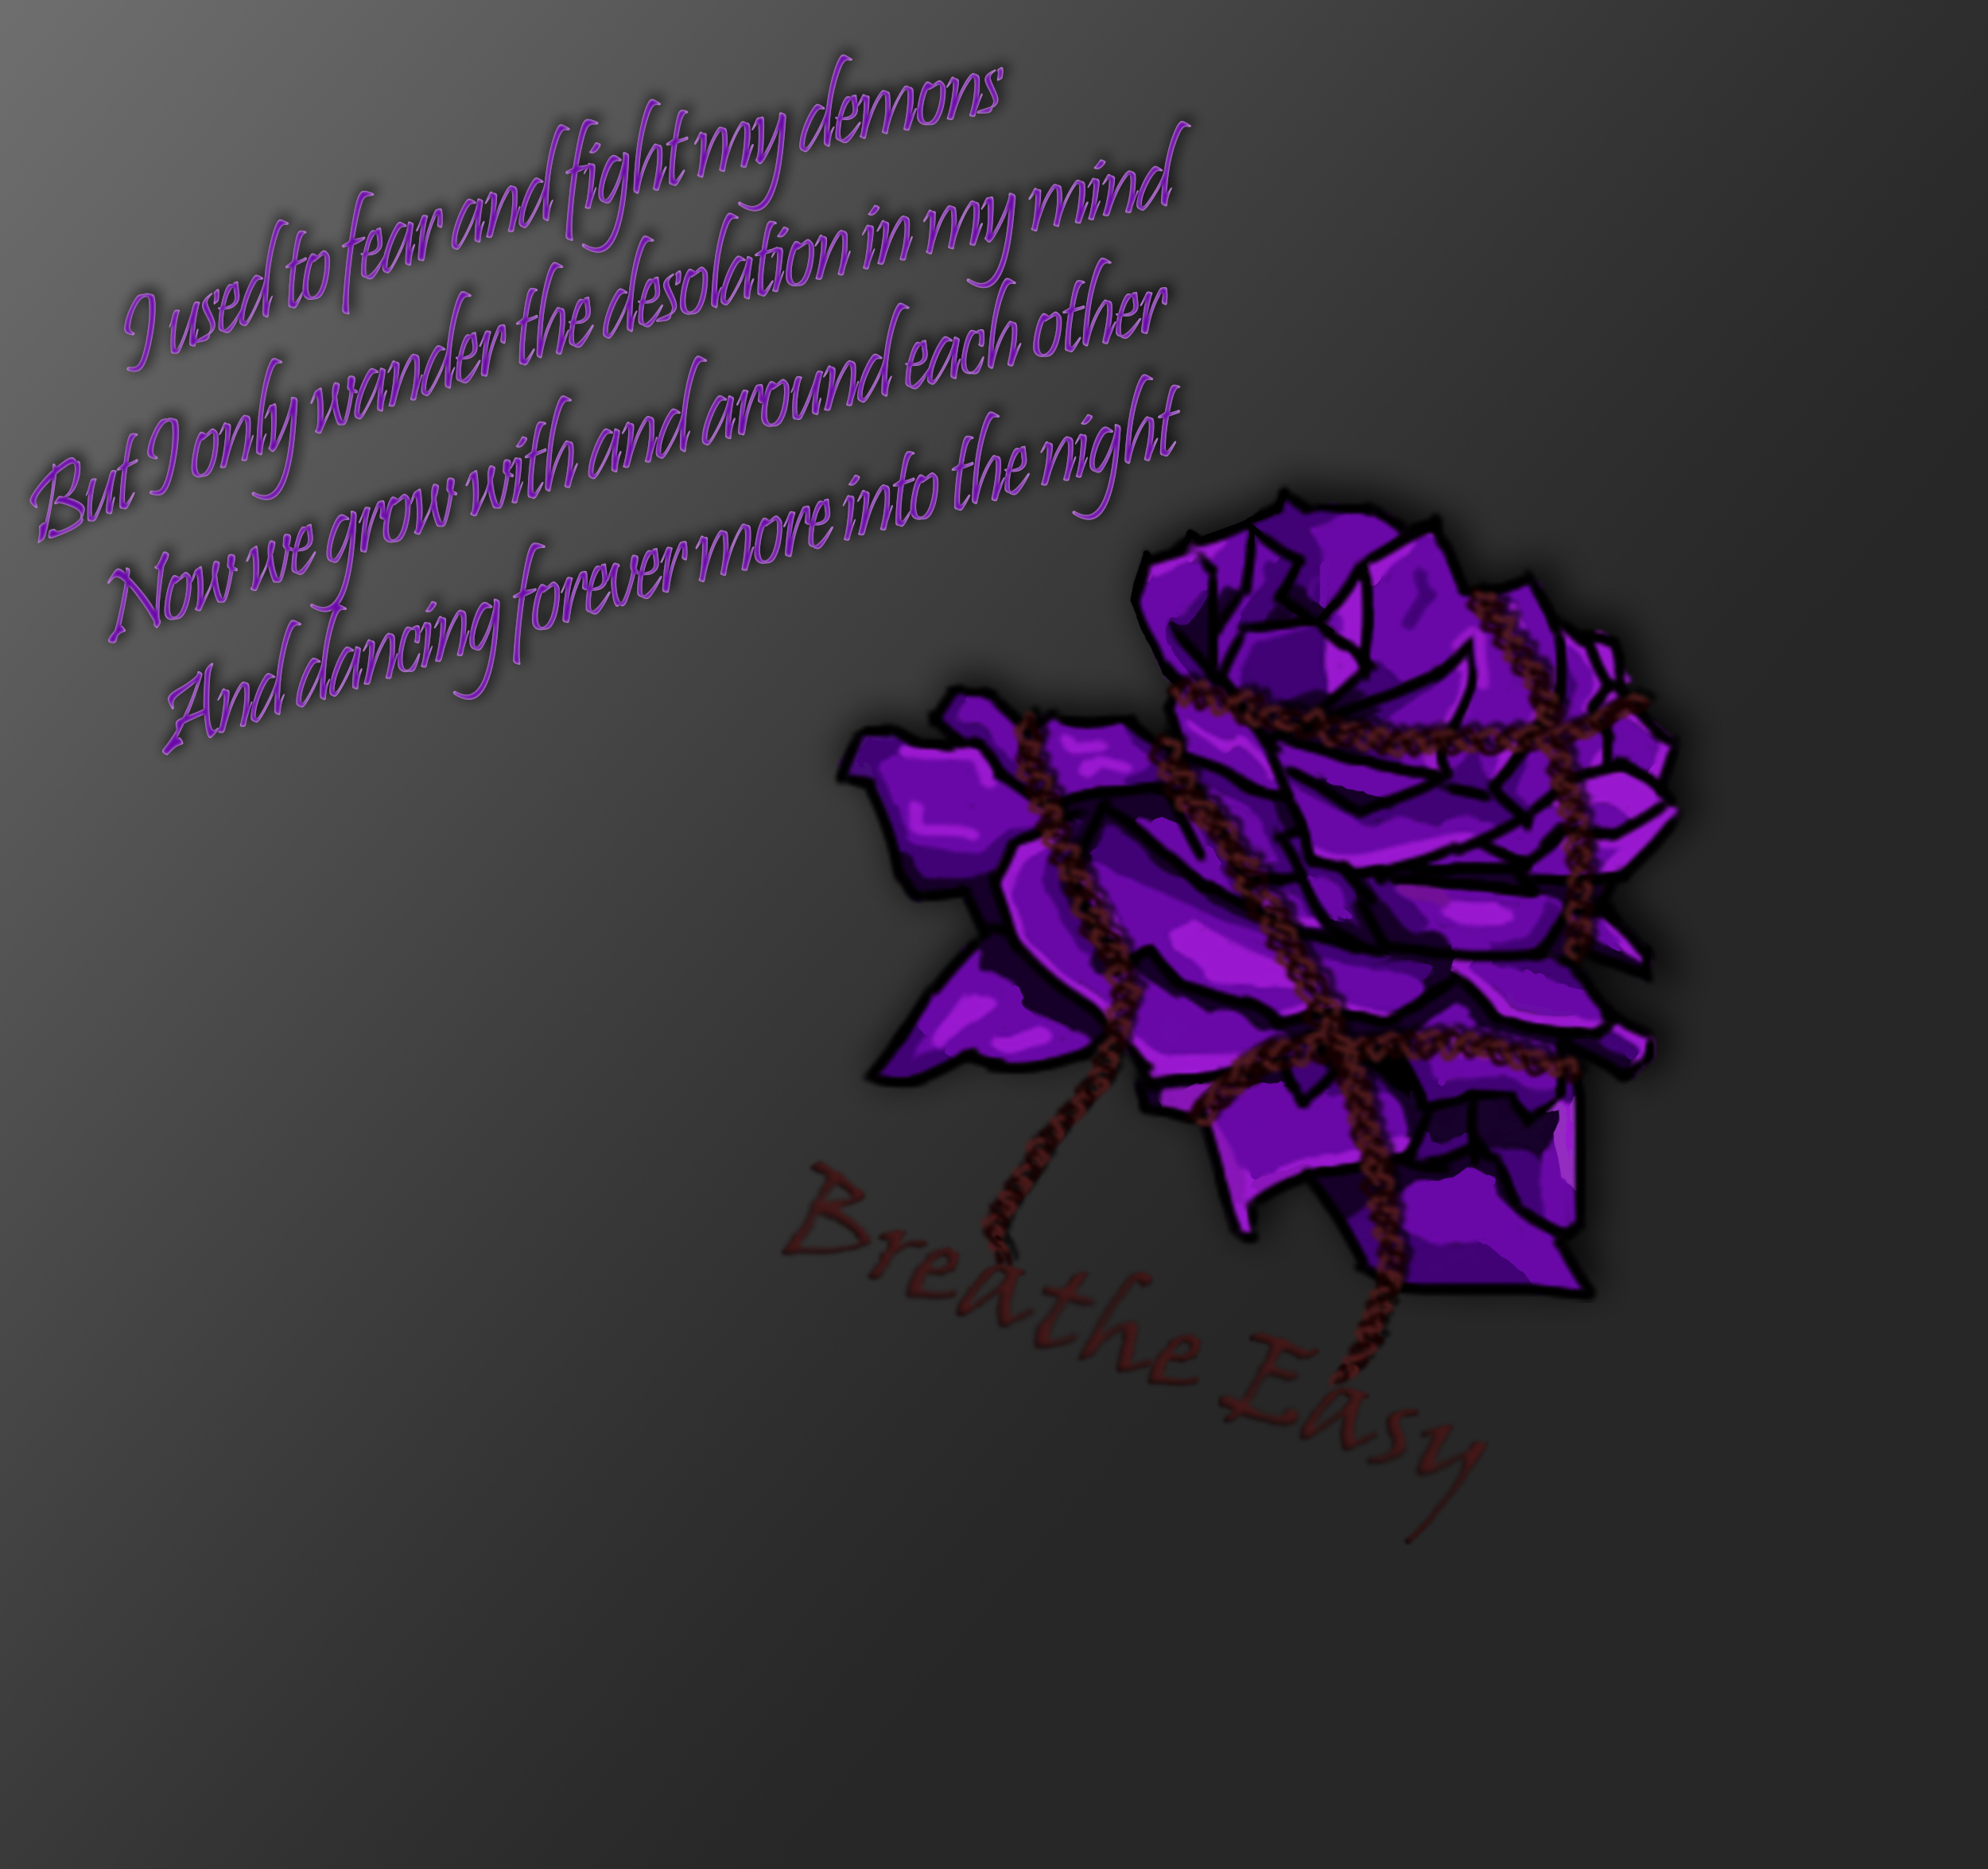 I used to fear and fight my demons
But I only wander the desolation in my mind
Now we grow with and around each other
And dancing forever more into the night
Breathe Easy